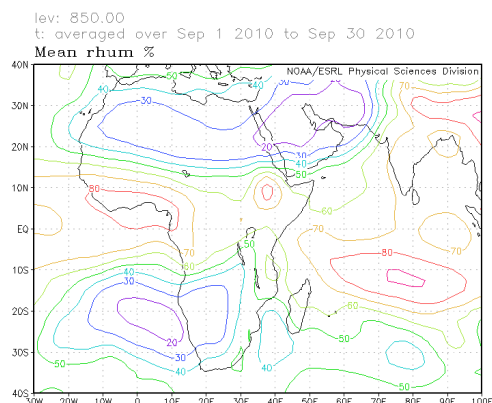 lev: 850.00
t: averaged over Sep 1 2010 to Sep 30 2010
Mean rhum %
NOAA/ESRL Physical Sciences Division
40N
30N
20N
10N
EQ
10S
20S
30S
40S
50
40
40
30
30
70
80
20
30
40
50
60
80
60
70
70
50
80
40
30
70
60
20
30
50
40
40
50
30W
20W
10W
0
10E
20E
30E
40E
50E
60E
70E
80E
90E
100E